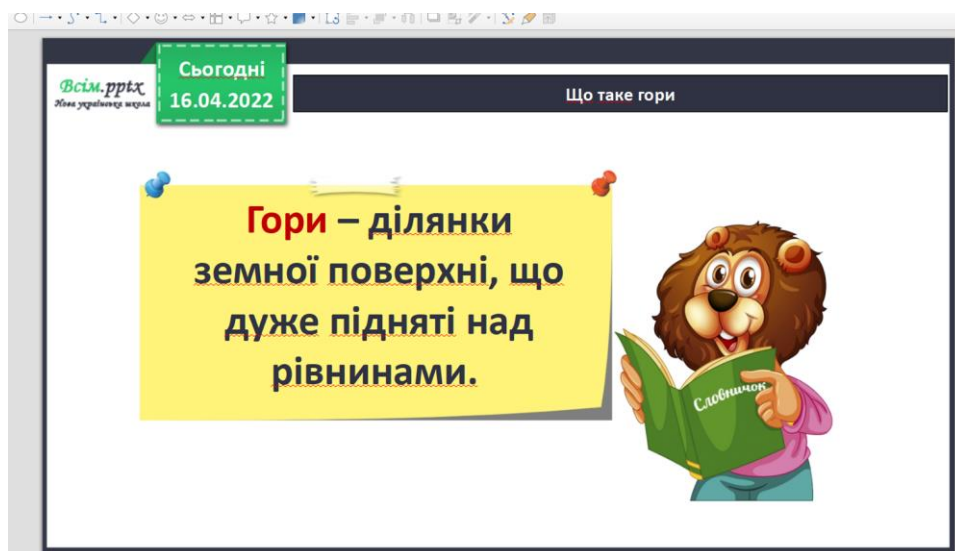 Всім.pptx
Нова українська школа
Сьогодні
16.04.2022
Що таке гори
Гори – ділянки
земної поверхні, що
дуже підняті над
рівнинами.
Словничок